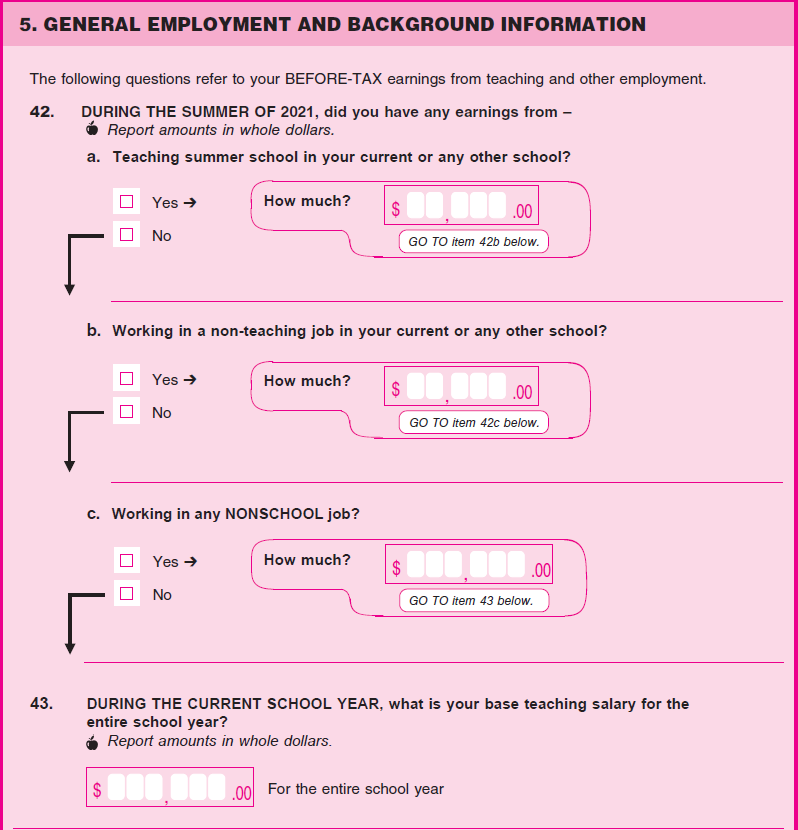 5. GENERAL EMPLOYMENT AND BACKGROUND INFORMATION
The following questions refer to your BEFORE-TAX earnings from teaching and other employment.
42. DURING THE SUMMER OF 2021, did you have any earnings from –
Report amounts in whole dollars.
a. Teaching summer school in your current or any other school?
Yes ➔ How much? $ , .00
No GO TO item 42b below.
b. Working in a non-teaching job in your current or any other school?
Yes ➔ How much? $ , .00
No GO TO item 42c below.
c. Working in any NONSCHOOL job?
Yes ➔ How much? $ , .00
No GO TO item 43 below.
43. DURING THE CURRENT SCHOOL YEAR, what is your base teaching salary for the
entire school year?
Report amounts in whole dollars.
$ , .00 For the entire school year